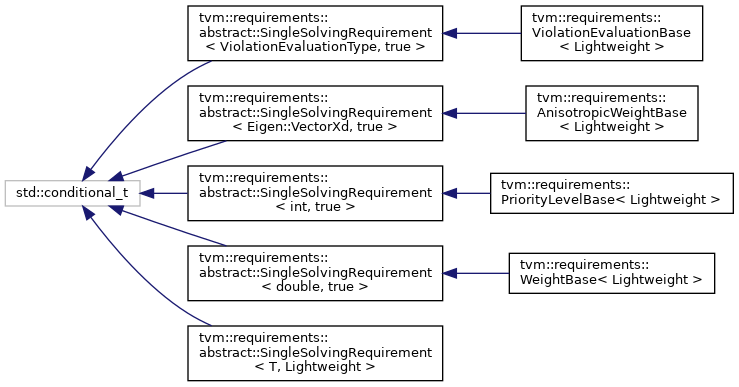 tvm::requirements::
abstract::SingleSolvingRequirement
< ViolationEvaluationType, true >
tvm::requirements::
ViolationEvaluationBase
< Lightweight >
tvm::requirements::
abstract::SingleSolvingRequirement
< Eigen::VectorXd, true >
tvm::requirements::
AnisotropicWeightBase
< Lightweight >
std::conditional_t
tvm::requirements::
abstract::SingleSolvingRequirement
< int, true >
tvm::requirements::
PriorityLevelBase< Lightweight >
tvm::requirements::
abstract::SingleSolvingRequirement
< double, true >
tvm::requirements::
WeightBase< Lightweight >
tvm::requirements::
abstract::SingleSolvingRequirement
< T, Lightweight >